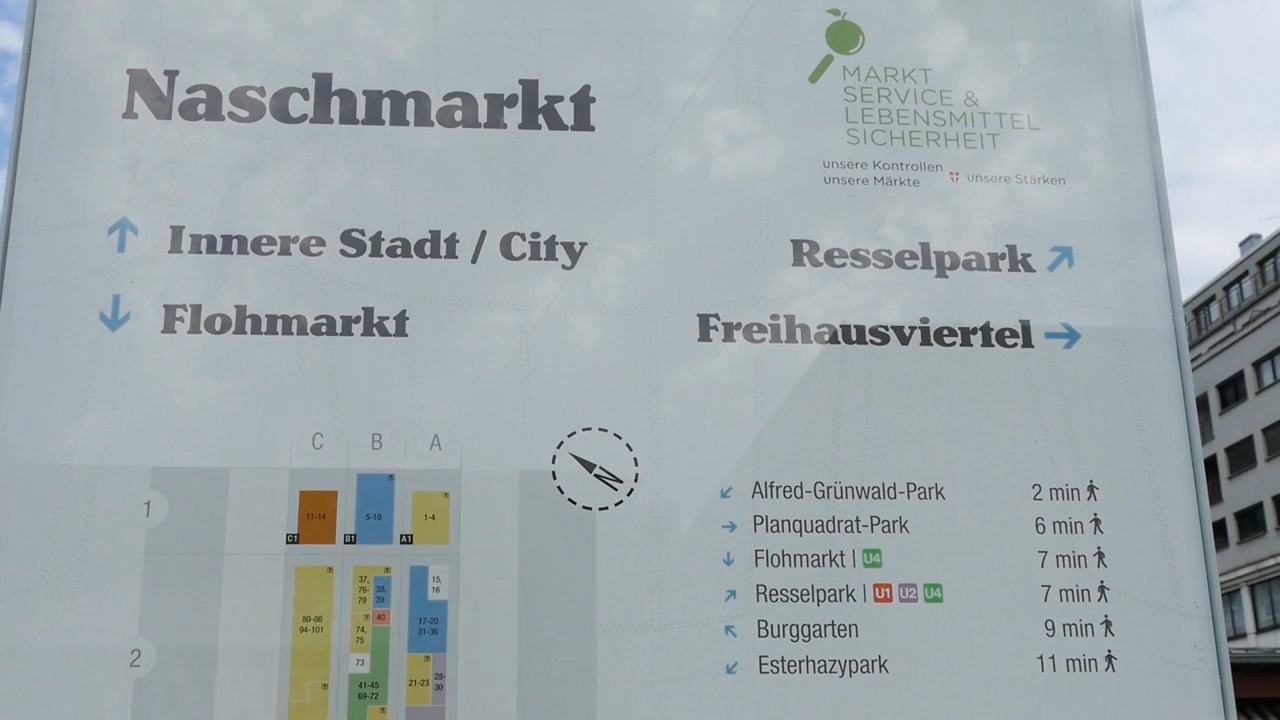 Naschmarkt
MARKT
SERVICE &
LEBENSMITTEL
SICHERHEIT
unsere Kontrollen
unsere Märkte
unsere Stärken
Innere Stadt / City
Flohmarkt
Resselpark
Freihausviertel
C B A
N
1
11-14
5-10
1-4
C1
B1
A1
Alfred-Grünwald-Park 2 min
Planquadrat-Park 6 min
Flohmarkt | U4 7 min
Resselpark | U1 U2 U4 7 min
Burggarten 9 min
Esterhazypark 11 min
2
80-86
94-101
37,
76-
79
38,
39
40
74,
75
73
41-45
69-72
15,
16
17-20
31-36
21-23
28-
30